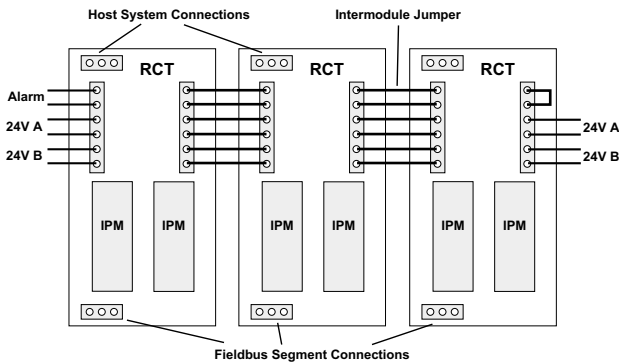 Host System Connections
Intermodule Jumper
RCT
RCT
RCT
Alarm
24V A
24V A
24V B
24V B
IPM
IPM
IPM
IPM
IPM
IPM
Fieldbus Segment Connections